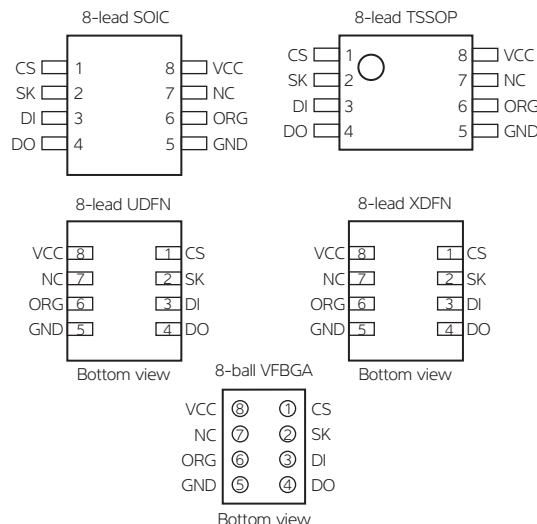 8-lead SOIC
CS 1 8 VCC
SK 2 7 NC
DI 3 6 ORG
DO 4 5 GND
8-lead TSSOP
CS 1 8 VCC
SK 2 7 NC
DI 3 6 ORG
DO 4 5 GND
8-lead UDFN
VCC 8 1 CS
NC 7 2 SK
ORG 6 3 DI
GND 5 4 DO
Bottom view
8-lead XDFN
VCC 8 1 CS
NC 7 2 SK
ORG 6 3 DI
GND 5 4 DO
Bottom view
8-ball VFBGA
VCC 8 1 CS
NC 7 2 SK
ORG 6 3 DI
GND 5 4 DO
Bottom view